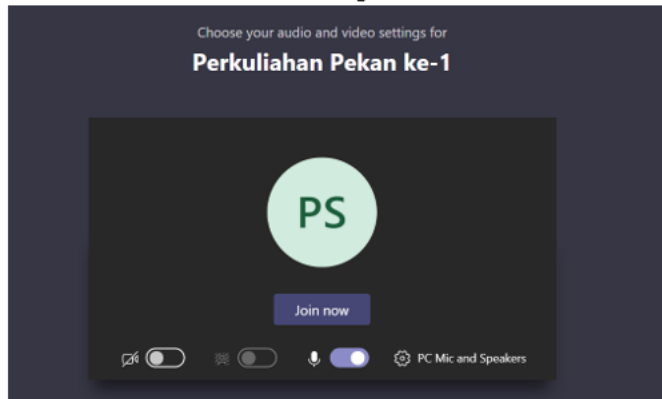 Choose your audio and video settings for
Perkuliahan Pekan ke-1
PS
Join now
PC Mic and Speakers